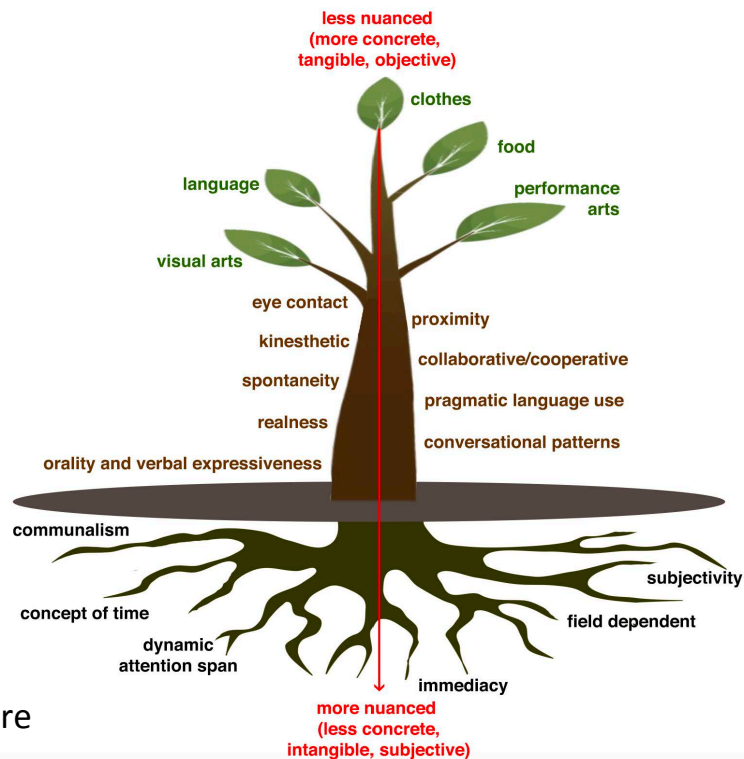 less nuanced
(more concrete,
tangible, objective)
clothes
food
language
performance
arts
visual arts
eye contact
proximity
kinesthetic
collaborative/cooperative
spontaneity
pragmatic language use
realness
conversational patterns
orality and verbal expressiveness
communalism
subjectivity
concept of time
field dependent
dynamic
attention span
immediacy
re
more nuanced
(less concrete,
intangible, subjective)